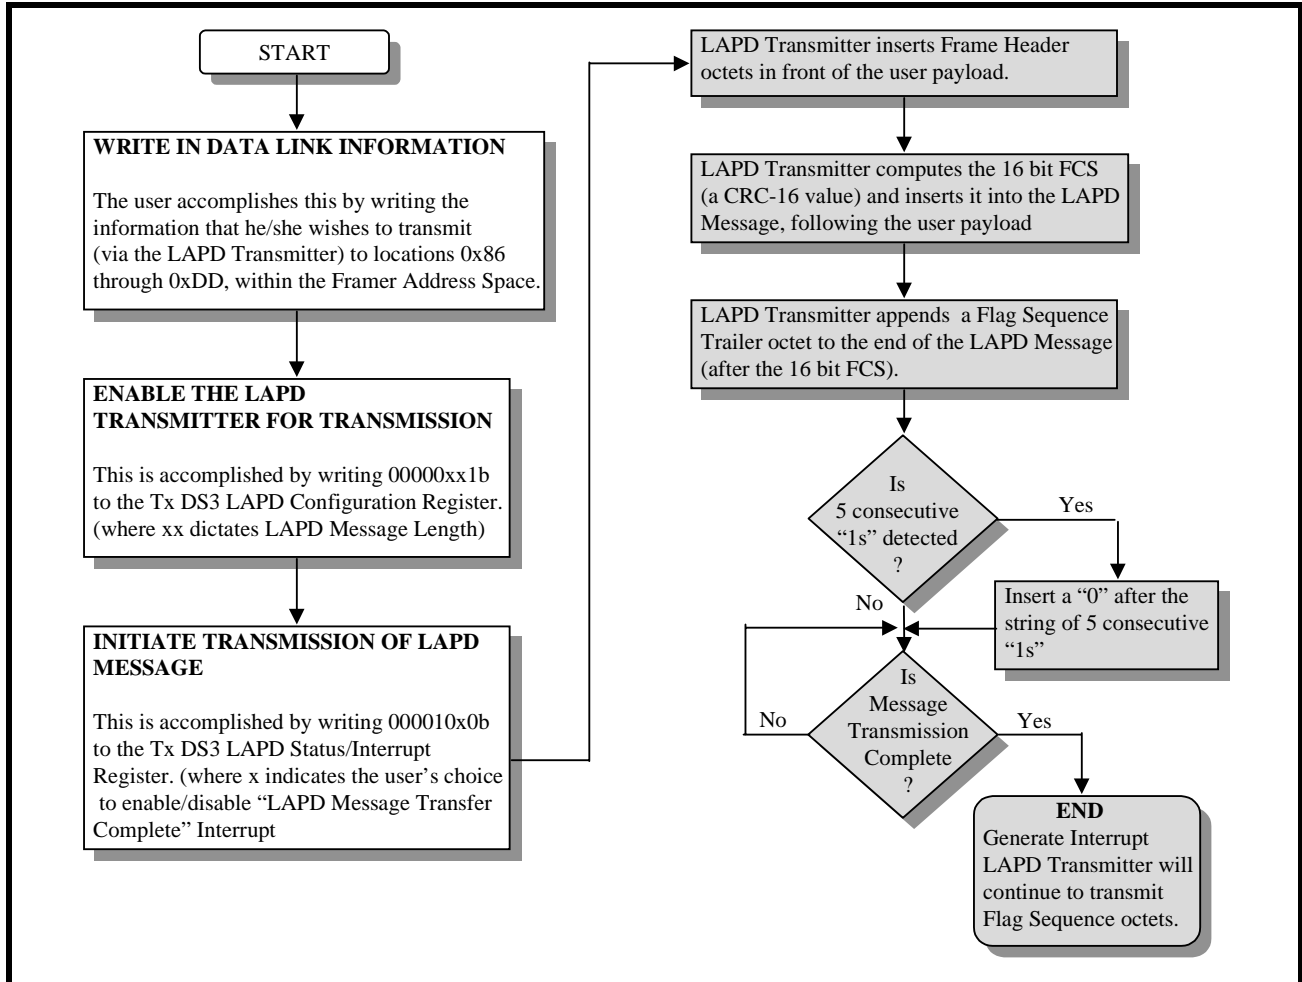 START
WRITE IN DATA LINK INFORMATION
The user accomplishes this by writing the
information that he/she wishes to transmit
(via the LAPD Transmitter) to locations 0x86
through 0xDD, within the Framer Address Space.
ENABLE THE LAPD
TRANSMITTER FOR TRANSMISSION
This is accomplished by writing 00000xx1b
to the Tx DS3 LAPD Configuration Register.
(where xx dictates LAPD Message Length)
INITIATE TRANSMISSION OF LAPD
MESSAGE
This is accomplished by writing 000010x0b
to the Tx DS3 LAPD Status/Interrupt
Register. (where x indicates the user’s choice
to enable/disable “LAPD Message Transfer
Complete” Interrupt
LAPD Transmitter inserts Frame Header
octets in front of the user payload.
LAPD Transmitter computes the 16 bit FCS
(a CRC-16 value) and inserts it into the LAPD
Message, following the user payload
LAPD Transmitter appends a Flag Sequence
Trailer octet to the end of the LAPD Message
(after the 16 bit FCS).
Is
5 consecutive
“1s” detected
?
Yes
No
Insert a “0” after the
string of 5 consecutive
“1s”
Is
Message
Transmission
Complete
?
No
Yes
END
Generate Interrupt
LAPD Transmitter will
continue to transmit
Flag Sequence octets.